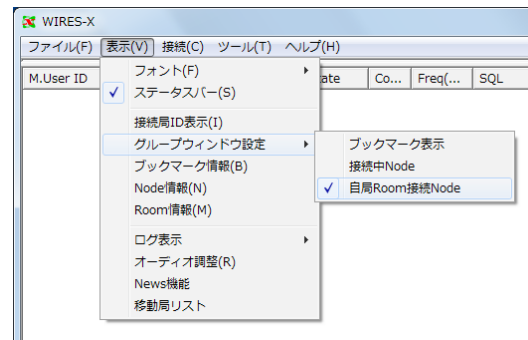 WIRES-X
ファイル(F) 表示(V) 接続(C) ツール(T) ヘルプ(H)
M.User ID Co... Freq(... SQL
フォント(F)
ステータスバー(S)
接続局ID表示(I)
グループウィンドウ設定
ブックマーク表示
ブックマーク情報(B)
接続中Node
Node情報(N)
自局Room接続Node
Room情報(M)
ログ表示
オーディオ調整(R)
News機能
移動局リスト